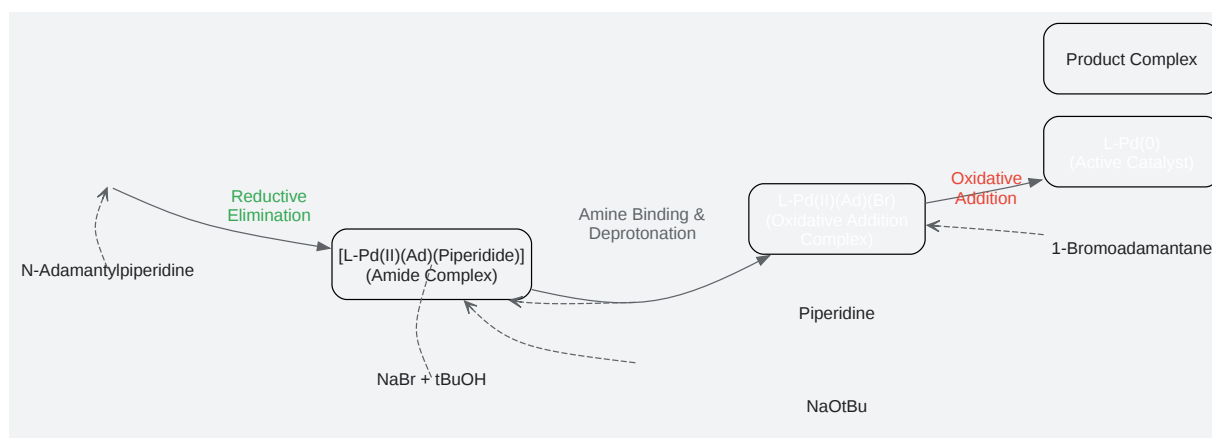 Product Complex
L-Pd(0)
(Active Catalyst)
Oxidative
Addition
Reductive
Elimination
L-Pd(II)(Ad)(Br)
(Oxidative Addition
Complex)
Amine Binding &
Deprotonation
1-Bromoadamantane
[L-Pd(II)(Ad)(Piperidide)]
(Amide Complex)
N-Adamantylpiperidine
Piperidine
NaBr + tBuOH
NaOtBu